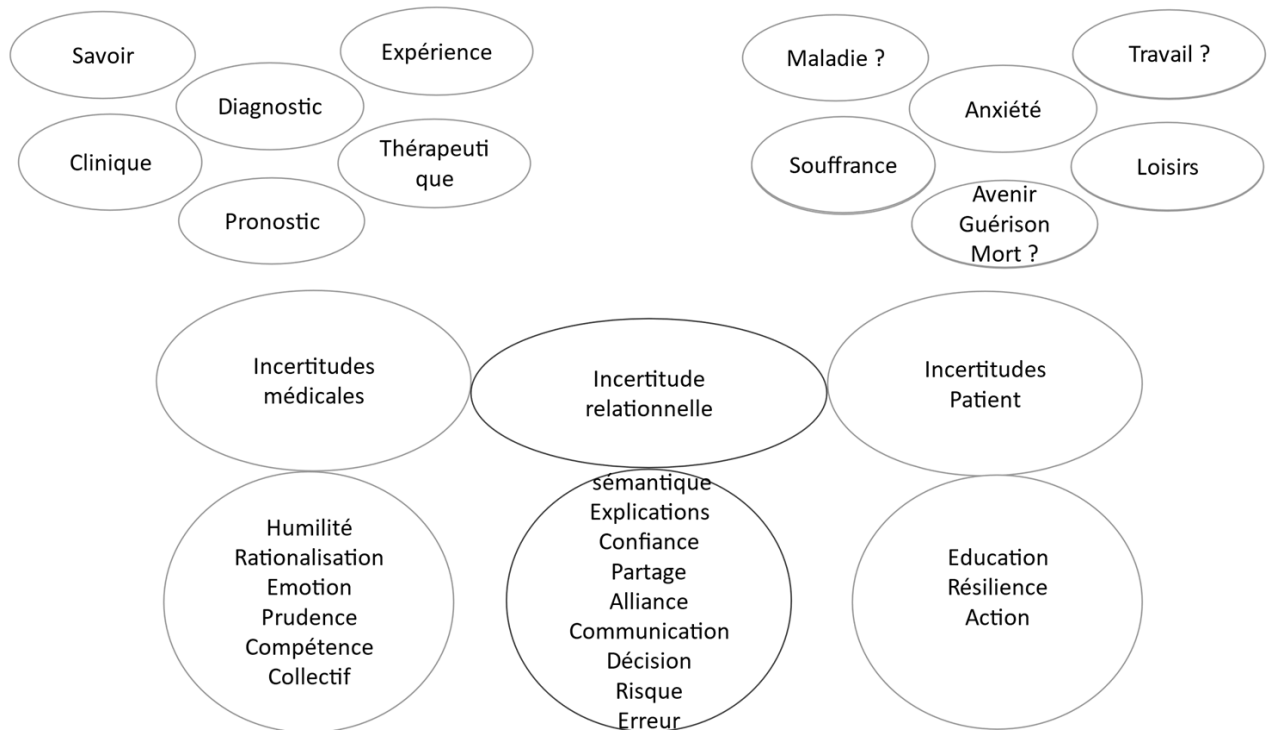 Savoir
Expérience
Diagnostic
Clinique
Thérapeuti
que
Pronostic
Maladie ?
Travail ?
Anxiété
Souffrance
Loisirs
Avenir
Guérison
Mort ?
Incertitudes
médicales
Incertitude
relationnelle
Incertitudes
Patient
Humilité
Rationalisation
Emotion
Prudence
Compétence
Collectif
sémantique
Explications
Confiance
Partage
Alliance
Communication
Décision
Risque
Erreur
Education
Résilience
Action